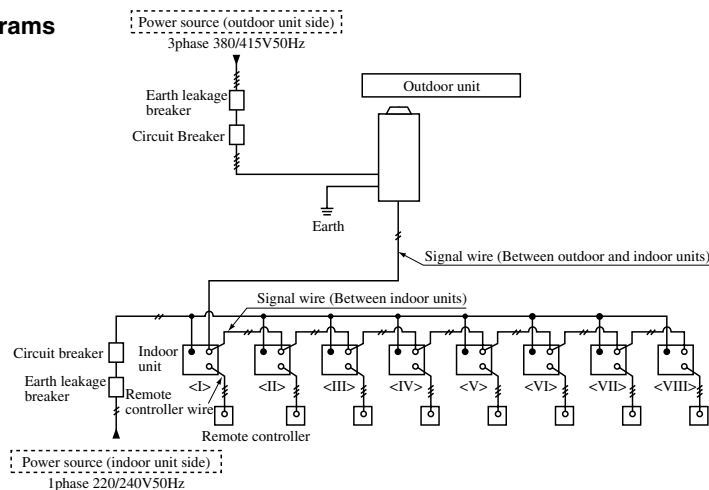 rams
Power source (outdoor unit side)
3phase 380/415V50Hz
Earth leakage
breaker
Circuit Breaker
Outdoor unit
Earth
Signal wire (Between outdoor and indoor units)
Signal wire (Between indoor units)
Circuit breaker
Indoor
unit
Earth leakage
breaker
Remote
controller wire
<I>
<II>
<III>
<IV>
<V>
<VI>
<VII>
<VIII>
Remote controller
Power source (indoor unit side)
1phase 220/240V50Hz